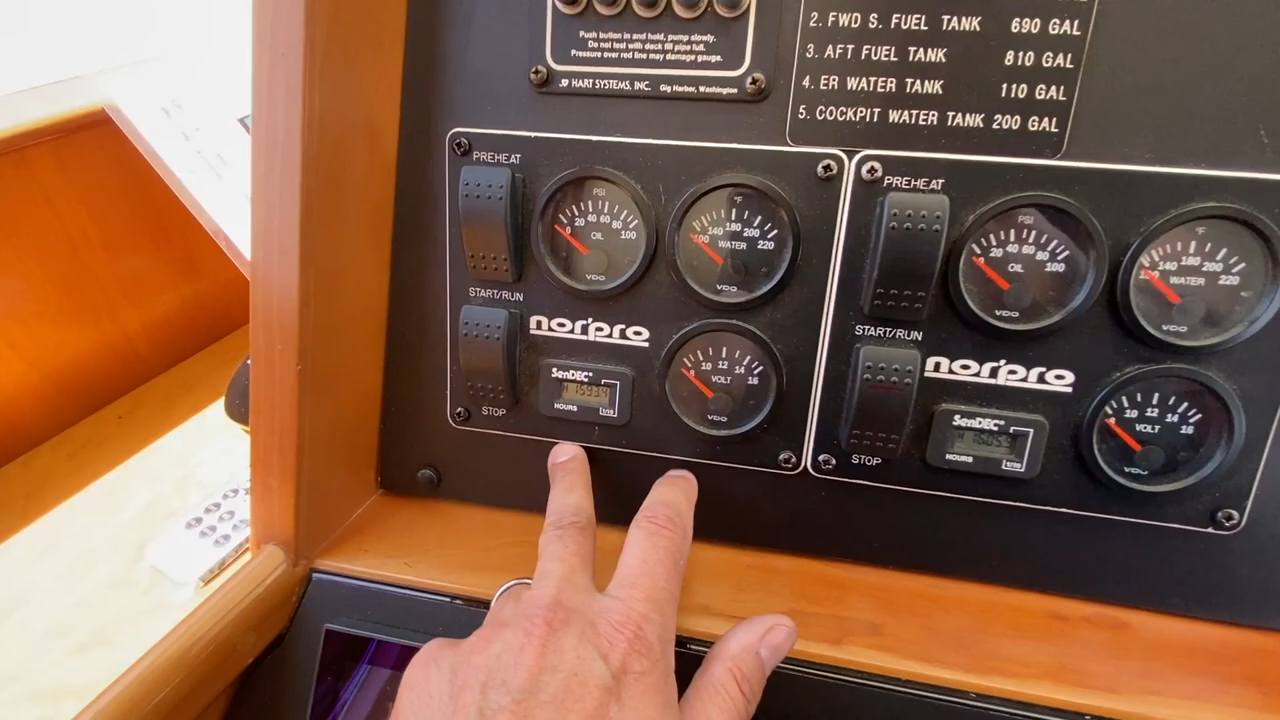 Push button in and hold, pump slowly.
Do not test with deck fill pipe full.
Pressure over red line may damage gauge.
HART SYSTEMS, INC. Gig Harbor, Washington
2. FWD S. FUEL TANK 690 GAL
3. AFT FUEL TANK 810 GAL
4. ER WATER TANK 110 GAL
5. COCKPIT WATER TANK 200 GAL
PREHEAT
PSI
0 20 40 60 80 100
OIL
VDO
°F
100 140 180 200 220
WATER
VDO
START/RUN
nor'pro
SenDEC
HOURS 1/10
STOP
8 10 12 14 16
VOLT
VDO
PREHEAT
PSI
0 20 40 60 80 100
OIL
VDO
°F
100 140 180 200 220
WATER
VDO
START/RUN
nor'pro
SenDEC
HOURS 1/10
STOP
8 10 12 14 16
VOLT
VDO